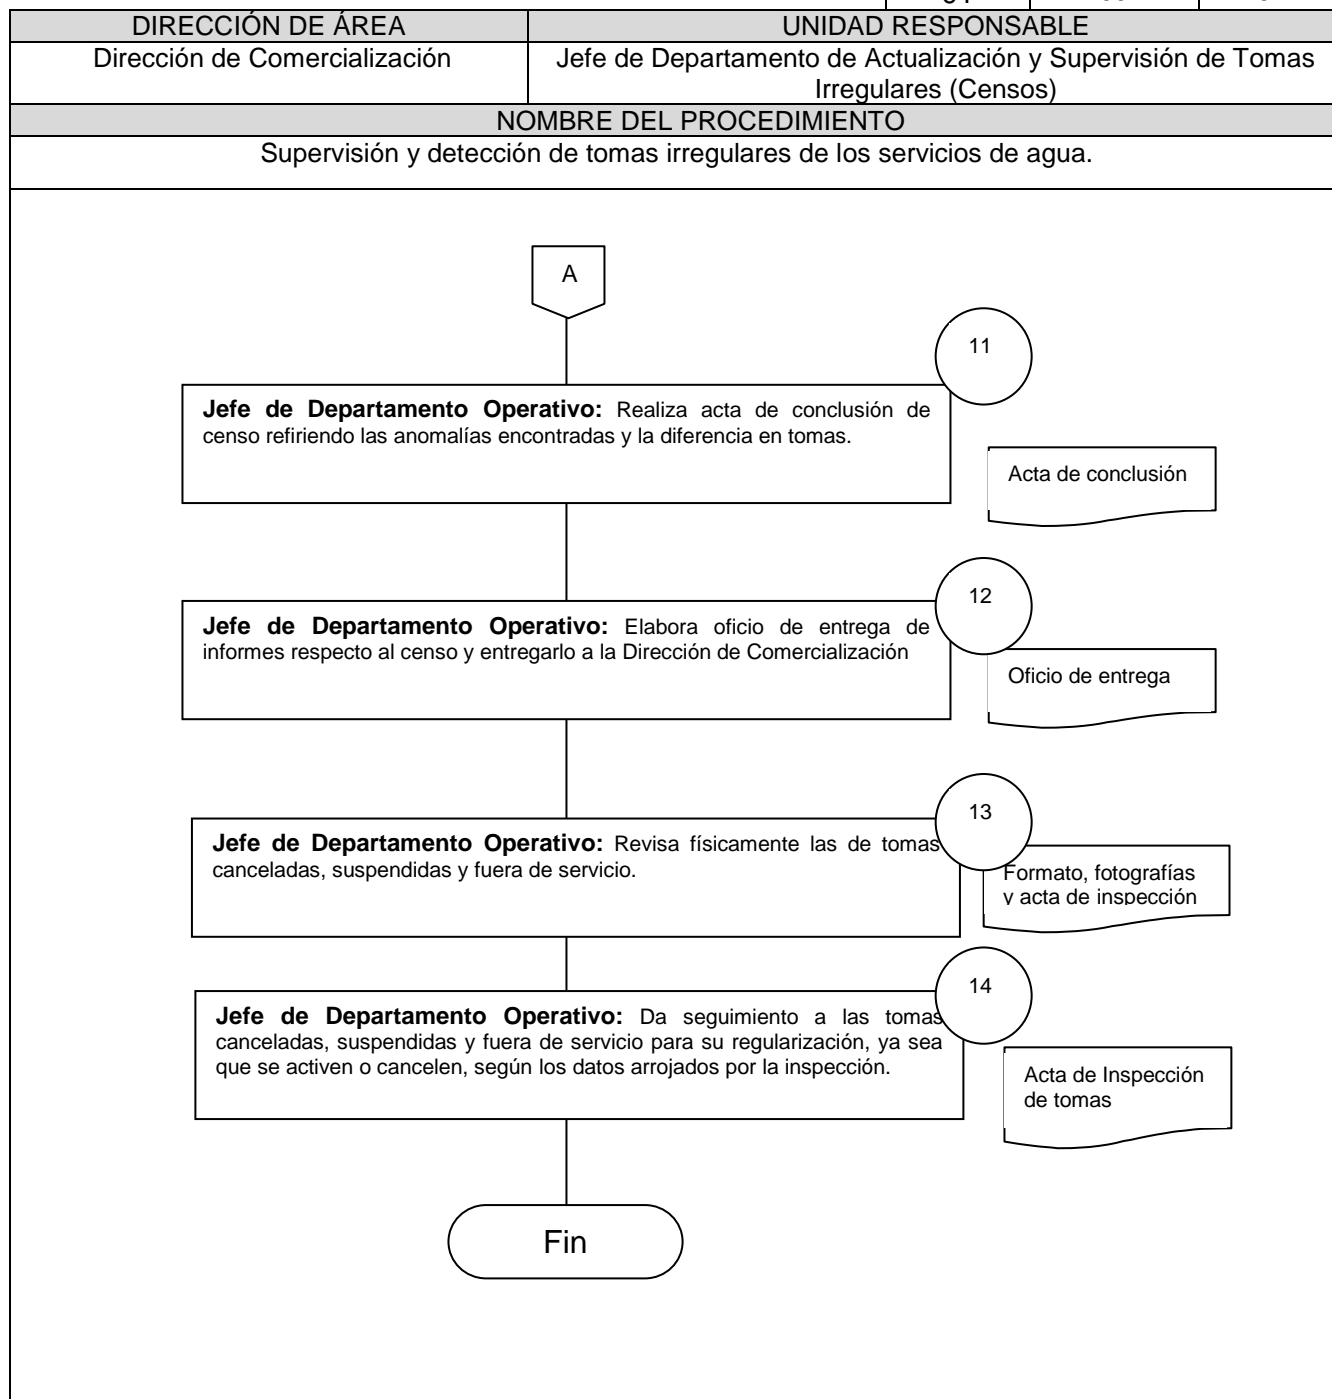 DIRECCIÓN DE ÁREA
UNIDAD RESPONSABLE
Dirección de Comercialización
Jefe de Departamento de Actualización y Supervisión de Tomas
Irregulares (Censos)
NOMBRE DEL PROCEDIMIENTO
Supervisión y detección de tomas irregulares de los servicios de agua.
A
11
Jefe de Departamento Operativo: Realiza acta de conclusión de
censo refiriendo las anomalías encontradas y la diferencia en tomas.
Acta de conclusión
12
Jefe de Departamento Operativo: Elabora oficio de entrega de
informes respecto al censo y entregarlo a la Dirección de Comercialización
Oficio de entrega
13
Jefe de Departamento Operativo: Revisa físicamente las de tomas
canceladas, suspendidas y fuera de servicio.
Formato, fotografías
y acta de inspección
14
Jefe de Departamento Operativo: Da seguimiento a las tomas
canceladas, suspendidas y fuera de servicio para su regularización, ya sea
que se activen o cancelen, según los datos arrojados por la inspección.
Acta de Inspección
de tomas
Fin